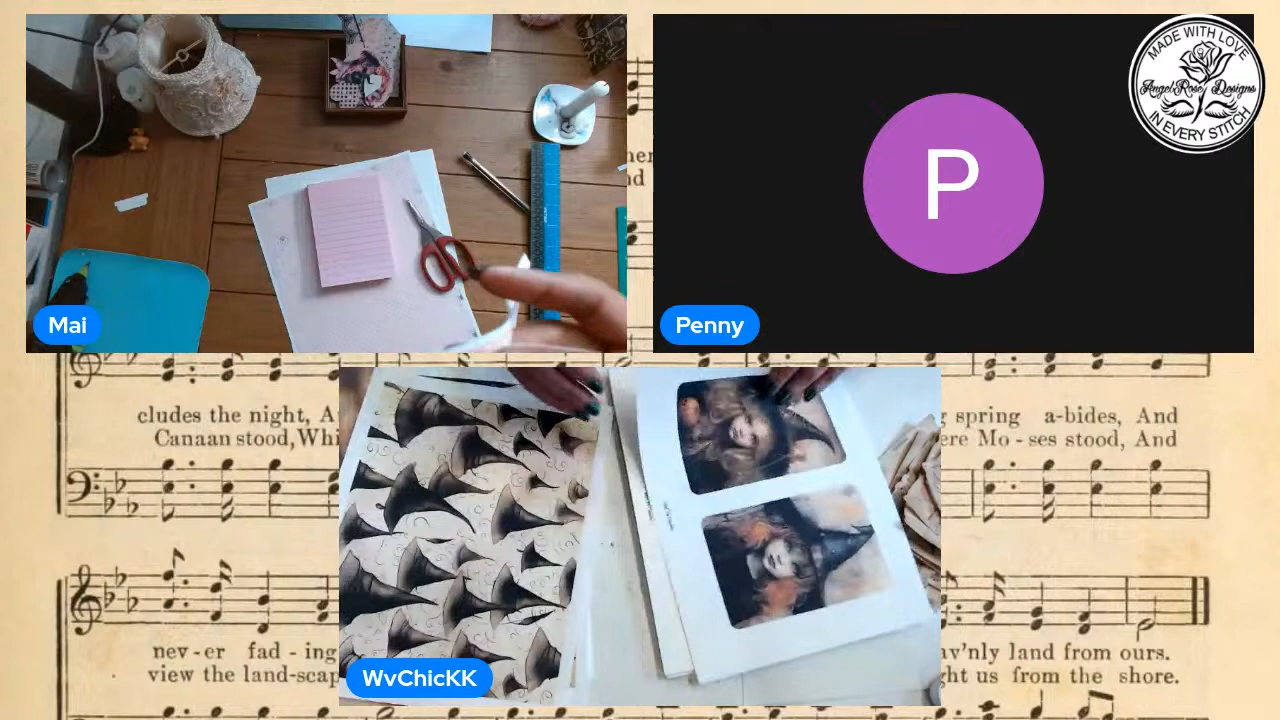 MADE WITH LOVE
AngelRose Designs
IN EVERY STITCH
P
Mai
Penny
cludes the night, A
spring a-bides, And
Canaan stood, Whi
ere Mo - ses stood, And
WvChicKK
nev - er fad - ing
av'nly land from ours.
view the land-scap
ght us from the shore.